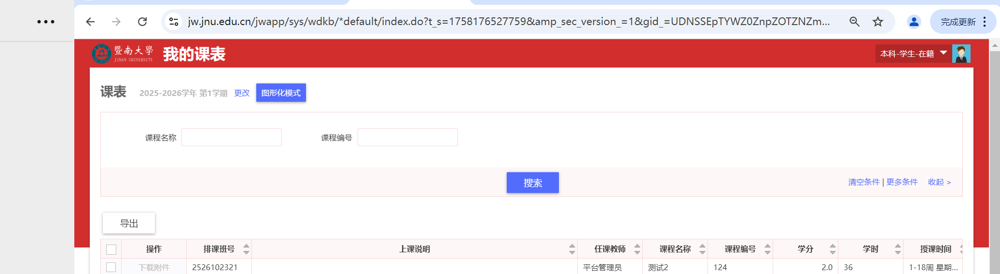 jw.jnu.edu.cn/jwapp/sys/wdkb/*default/index.do?t_s=1758176527759&amp_sec_version_=1&gid_=UDNSSEpTYWZ0ZnpZOTZNZm...
完成更新
暨南大學
JINAN UNIVERSITY
我的课表
本科-学生-在籍
课表 2025-2026学年 第1学期 更改 图形化模式
课程名称 课程编号
搜索
清空条件 | 更多条件 收起 >
导出
操作 排课班号 上课说明 任课教师 课程名称 课程编号 学分 学时 授课时间
下载附件 2526102321 平台管理员 测试2 124 2.0 36 1-18周 星期...